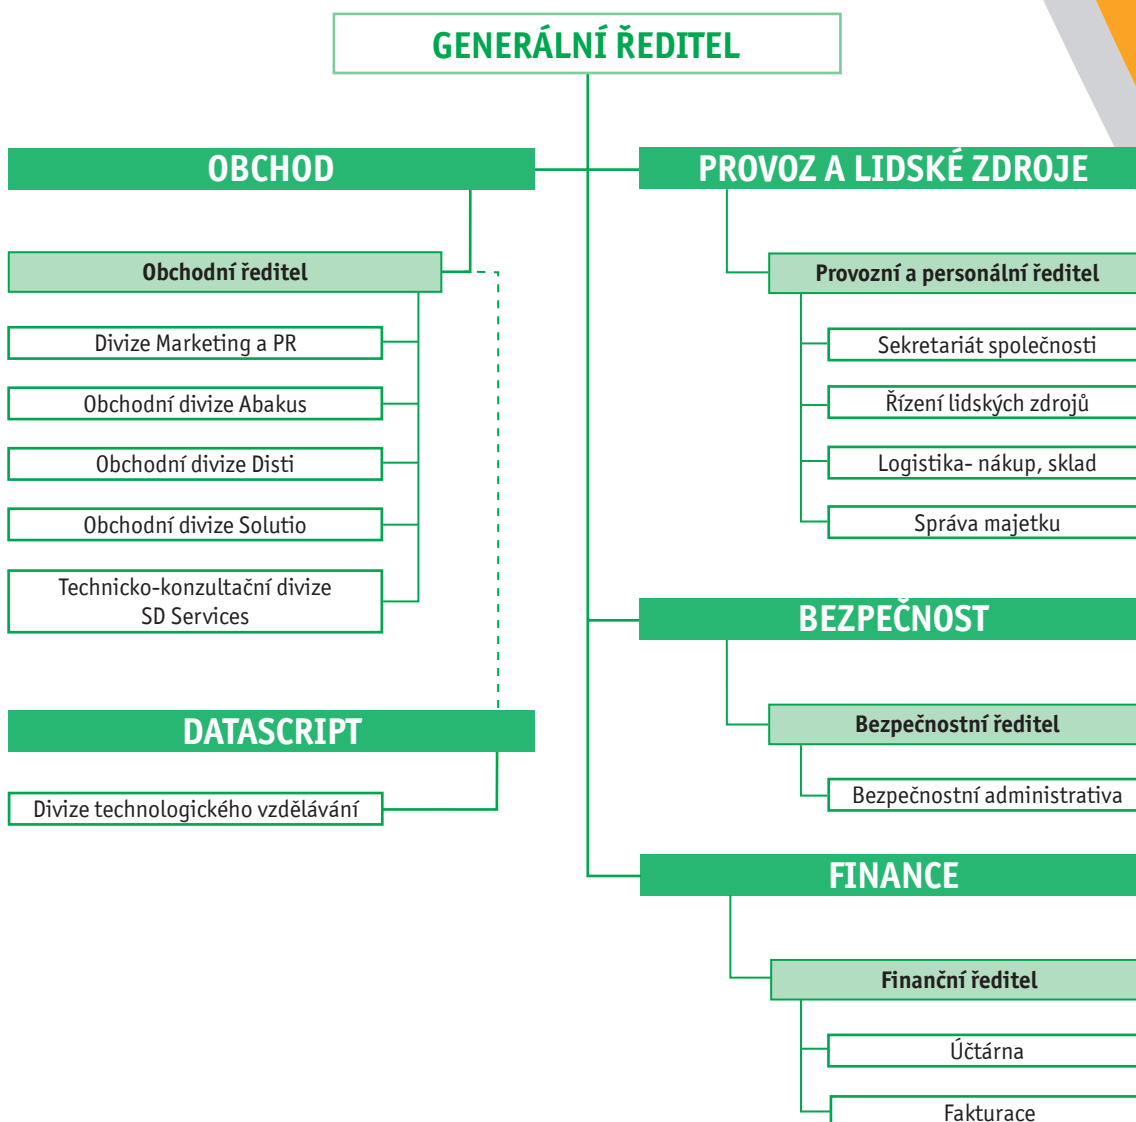 GENERÁLNÍ ŘEDITEL
OBCHOD
Obchodní ředitel
Divize Marketing a PR
Obchodní divize Abakus
Obchodní divize Disti
Obchodní divize Solutio
Technicko-konzultační divize
SD Services
DATASCRIPT
Divize technologického vzdělávání
PROVOZ A LIDSKÉ ZDROJE
Provozní a personální ředitel
Sekretariát společnosti
Řízení lidských zdrojů
Logistika- nákup, sklad
Správa majetku
BEZPEČNOST
Bezpečnostní ředitel
Bezpečnostní administrativa
FINANCE
Finanční ředitel
Účtárna
Fakturace